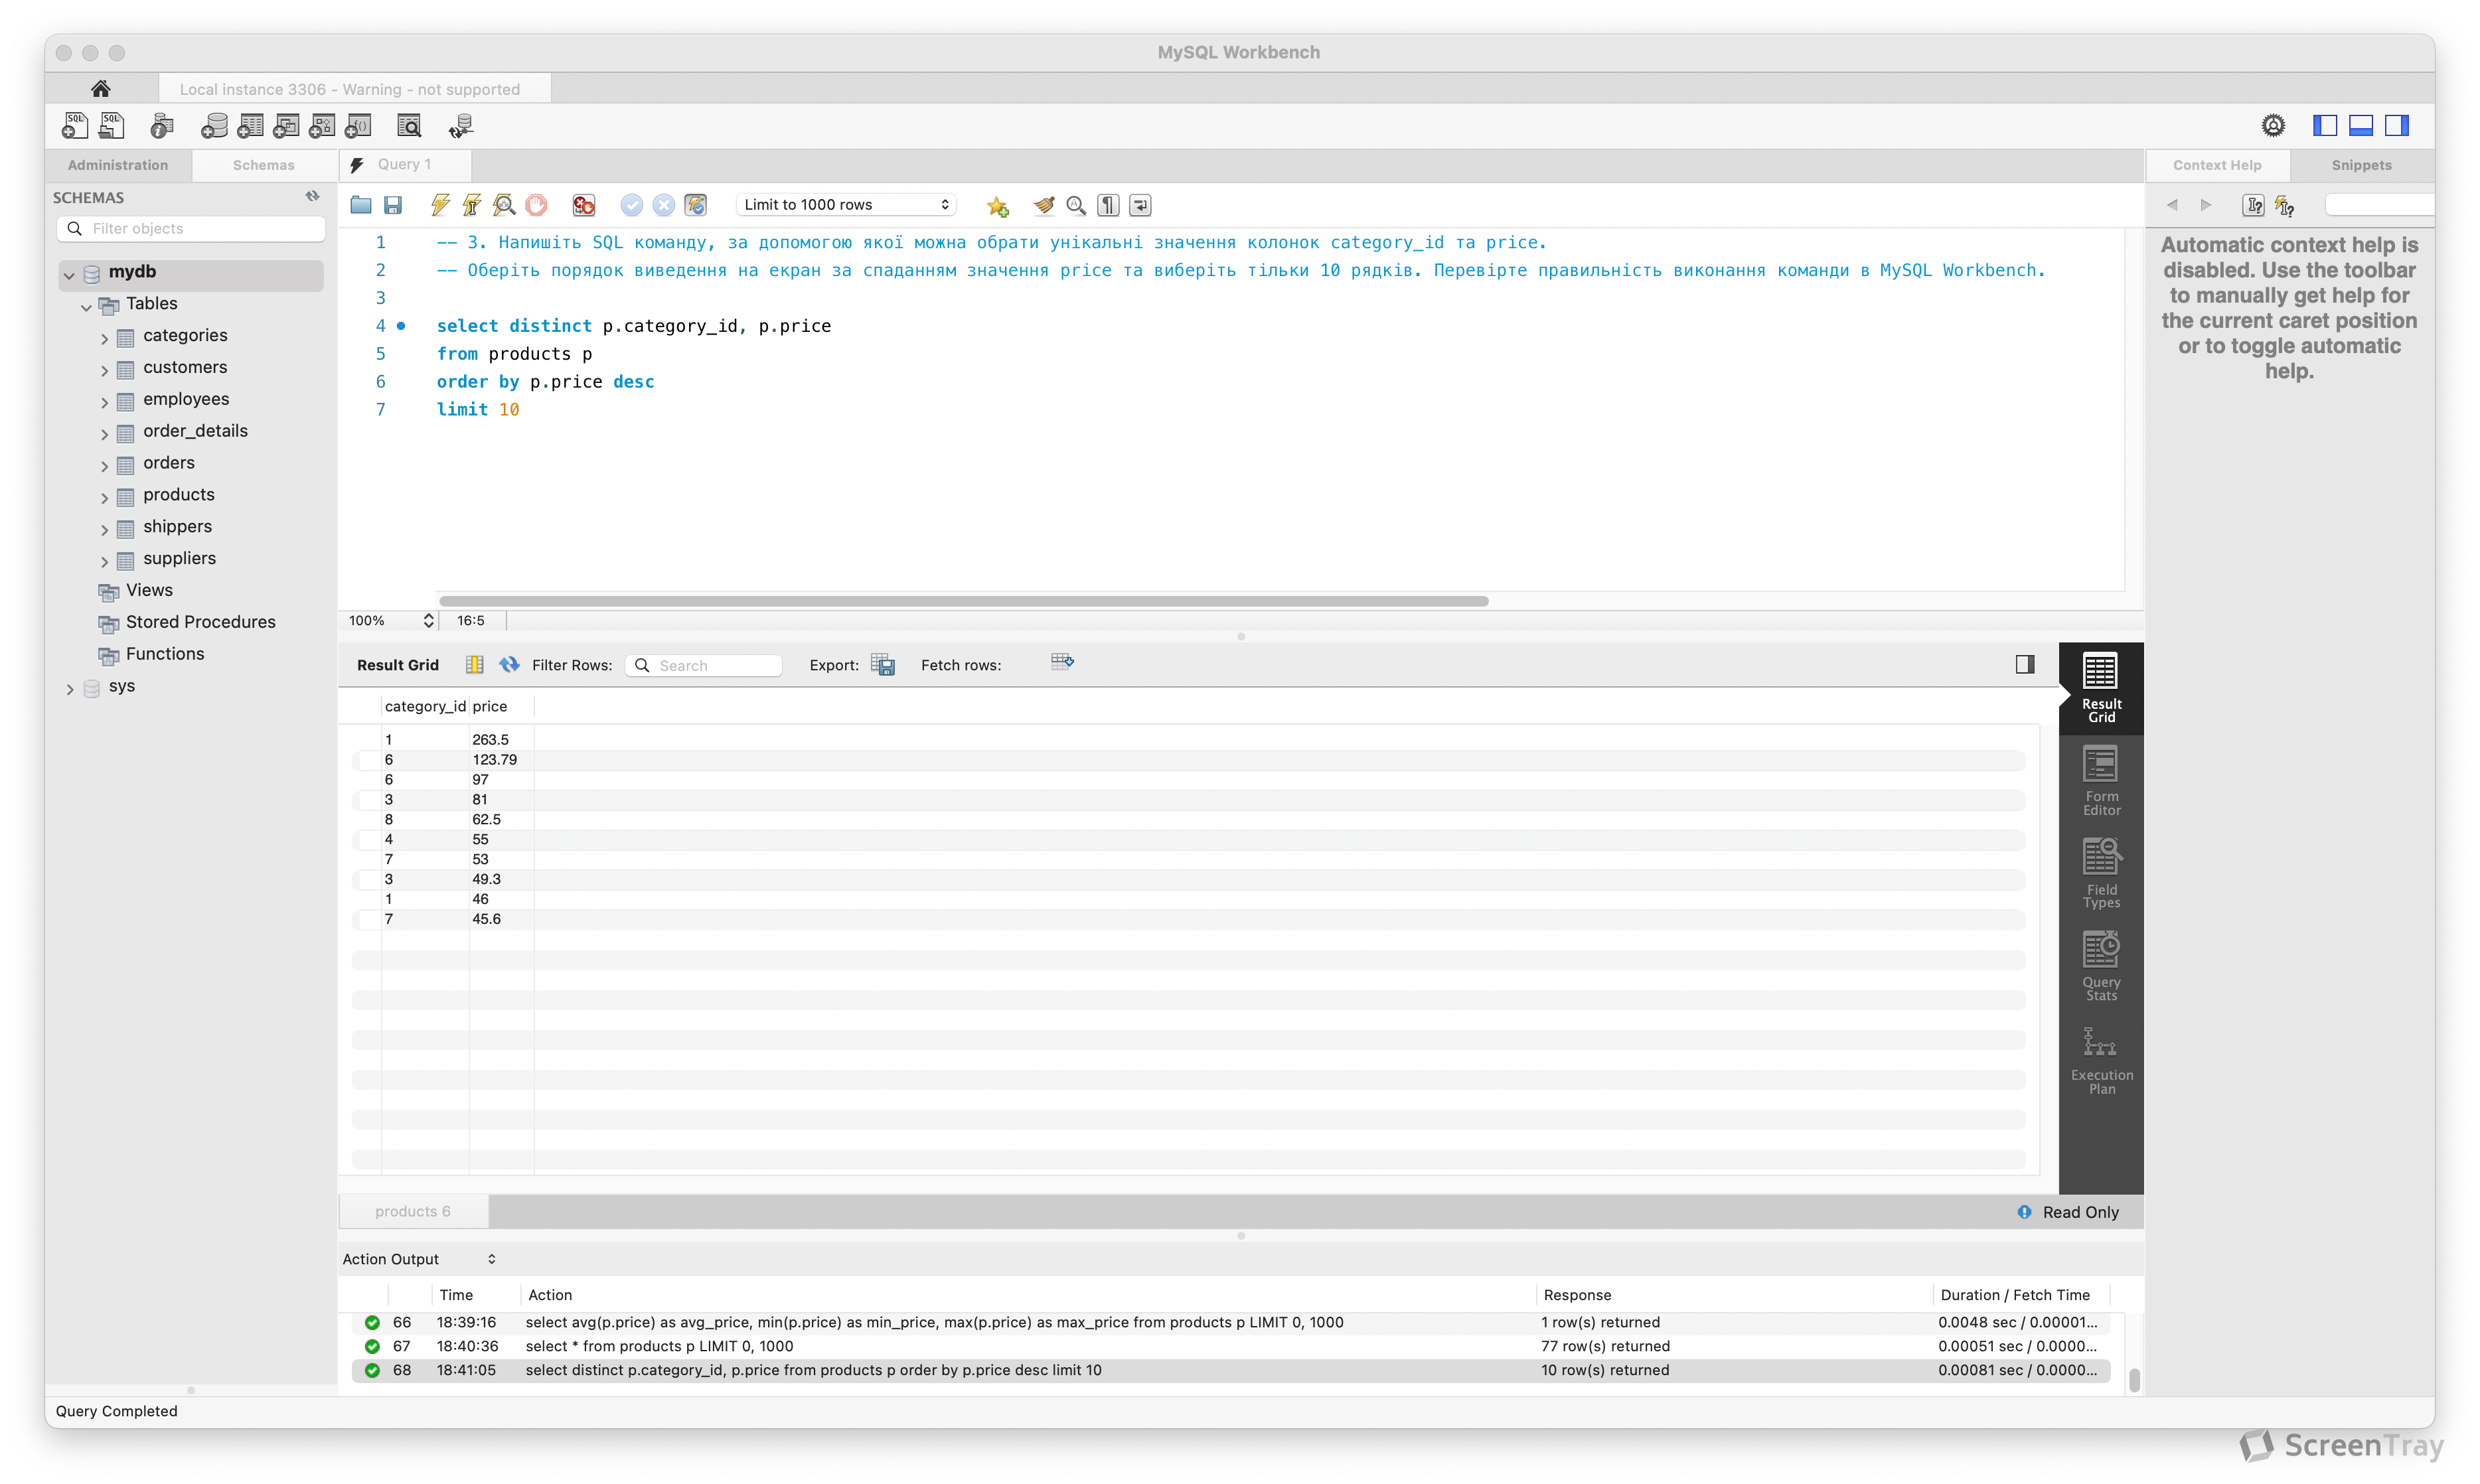 MySQL Workbench
Local instance 3306 - Warning - not supported
Administration
Schemas
Query 1
Context Help
Snippets
SCHEMAS
Filter objects
mydb
Tables
categories
customers
employees
order_details
orders
products
shippers
suppliers
Views
Stored Procedures
Functions
sys
Limit to 1000 rows
1 -- 3. Напишіть SQL команду, за допомогою якої можна обрати унікальні значення колонок category_id та price.
2 -- Оберіть порядок виведення на екран за спаданням значення price та виберіть тільки 10 рядків. Перевірте правильність виконання команди в MySQL Workbench.
3
4 select distinct p.category_id, p.price
5 from products p
6 order by p.price desc
7 limit 10
Automatic context help is
disabled. Use the toolbar
to manually get help for
the current caret position
or to toggle automatic
help.
100% 16:5
Result Grid Filter Rows: Search Export: Fetch rows:
category_id price
1 263.5
6 123.79
6 97
3 81
8 62.5
4 55
7 53
3 49.3
1 46
7 45.6
Result
Grid
Form
Editor
Field
Types
Query
Stats
Execution
Plan
products 6
Read Only
Action Output
Time Action Response Duration / Fetch Time
66 18:39:16 select avg(p.price) as avg_price, min(p.price) as min_price, max(p.price) as max_price from products p LIMIT 0, 1000 1 row(s) returned 0.0048 sec / 0.00001...
67 18:40:36 select * from products p LIMIT 0, 1000 77 row(s) returned 0.00051 sec / 0.0000...
68 18:41:05 select distinct p.category_id, p.price from products p order by p.price desc limit 10 10 row(s) returned 0.00081 sec / 0.0000...
Query Completed
ScreenTray